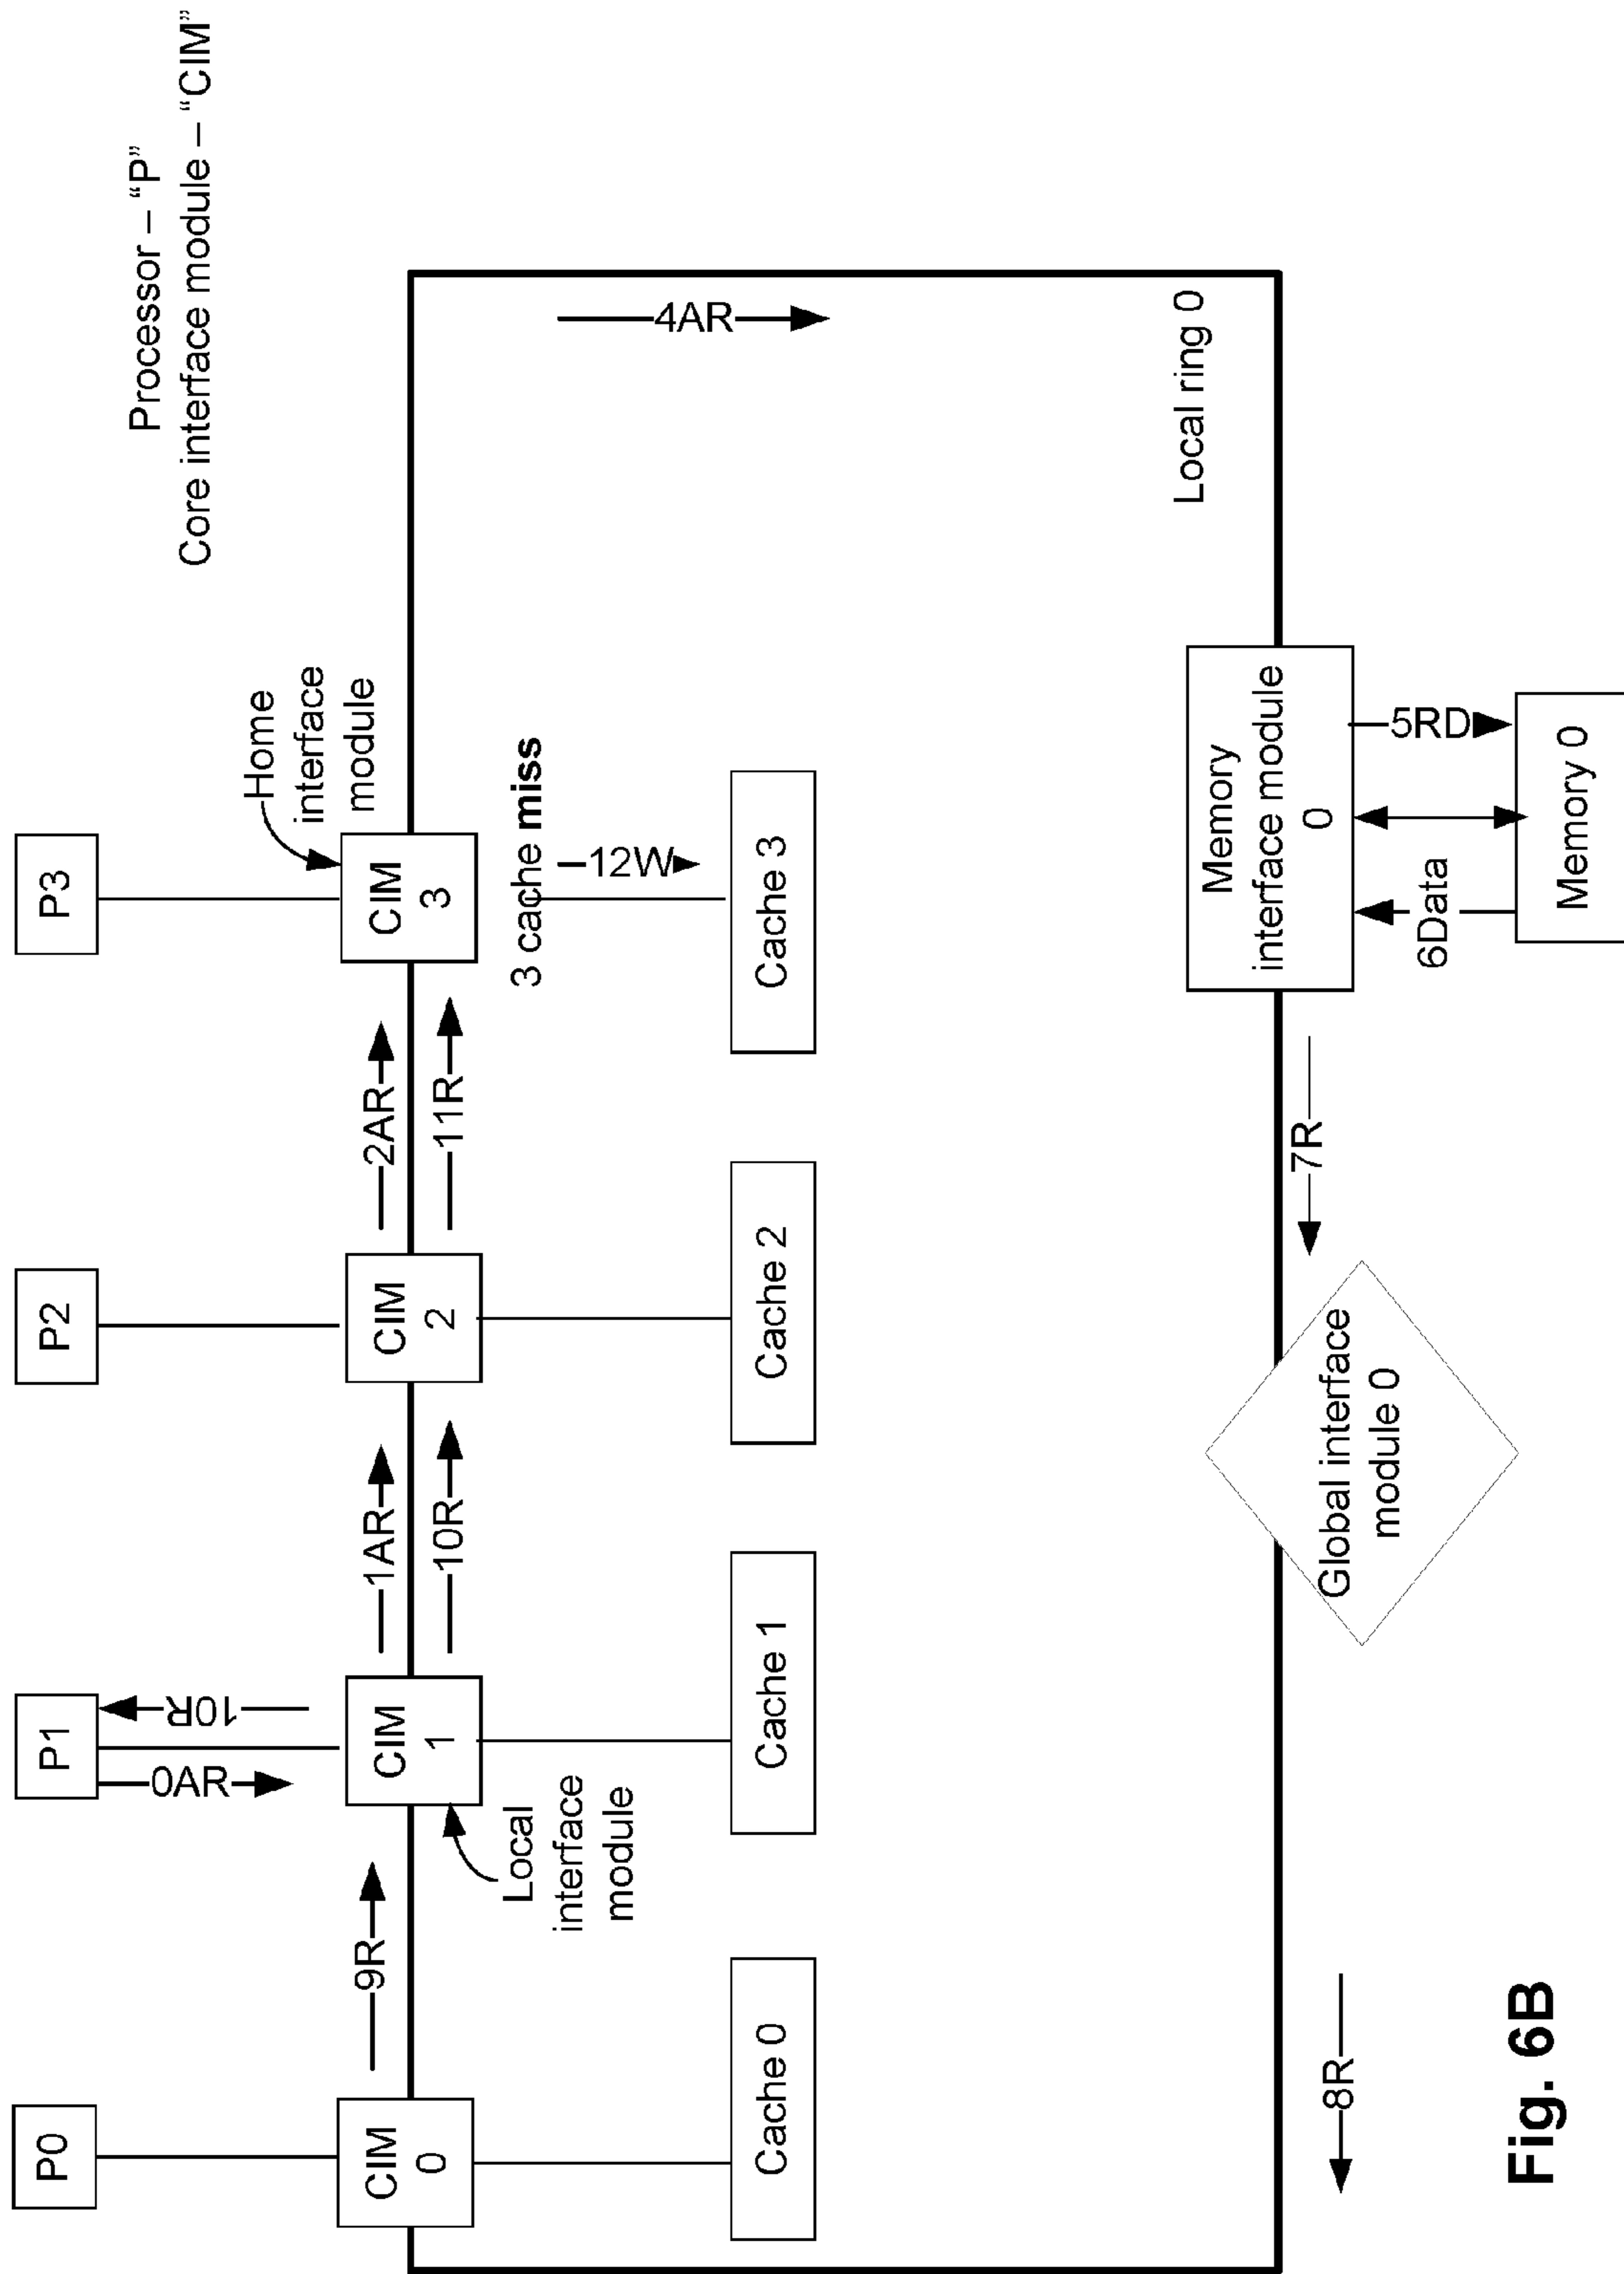 Processor – “P”
Core interface module – “CIM”
P0
P1
P2
P3
0AR
10R
Home
interface
module
9R
1AR
2AR
CIM
0
CIM
1
CIM
2
CIM
3
10R
11R
Local
interface
module
3 cache miss
12W
4AR
Cache 0
Cache 1
Cache 2
Cache 3
Local ring 0
Memory
interface module
0
7R
8R
Global interface
module 0
6Data
5RD
Memory 0
Fig. 6B